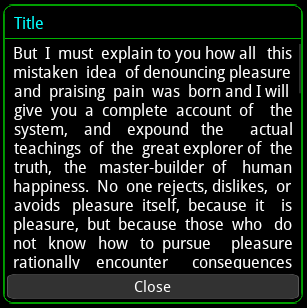 Title
But I must explain to you how all this
mistaken idea of denouncing pleasure
and praising pain was born and I will
give you a complete account of the
system, and expound the actual
teachings of the great explorer of the
truth, the master-builder of human
happiness. No one rejects, dislikes, or
avoids pleasure itself, because it is
pleasure, but because those who do
not know how to pursue pleasure
rationally encounter consequences
Close